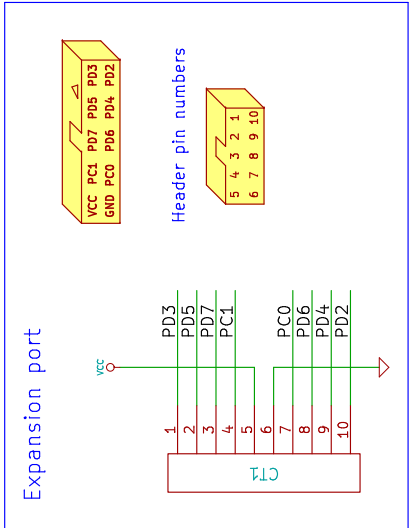 VCC PC1 PD7 PD5 PD3
GND PC0 PD6 PD4 PD2
Header pin numbers
5 4 3 2 1
6 7 8 9 10
Expansion port
VCC
PD3
PD5
PD7
PC1
PC0
PD6
PD4
PD2
1
2
3
4
5
6
7
8
9
10
CT1